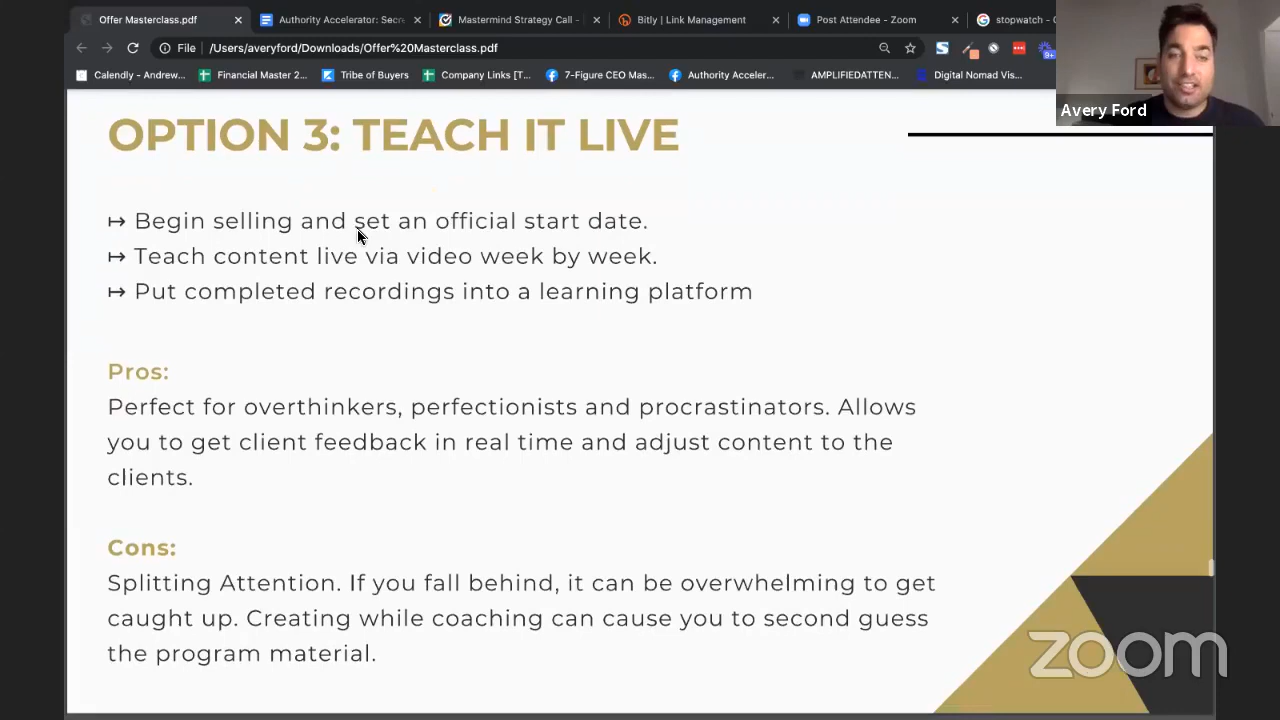 Offer Masterclass.pdf
Authority Accelerator: Secre
Mastermind Strategy Call -
Bitly | Link Management
Post Attendee - Zoom
stopwatch -
File
/Users/averyford/Downloads/Offer%20Masterclass.pdf
9+
Calendly - Andrew...
Financial Master 2...
Tribe of Buyers
Company Links [T...
7-Figure CEO Mas...
Authority Acceler...
AMPLIFIEDATTEN...
Digital Nomad Vis...
Avery Ford
OPTION 3: TEACH IT LIVE
↦ Begin selling and set an official start date.
↦ Teach content live via video week by week.
↦ Put completed recordings into a learning platform
Pros:
Perfect for overthinkers, perfectionists and procrastinators. Allows
you to get client feedback in real time and adjust content to the
clients.
Cons:
Splitting Attention. If you fall behind, it can be overwhelming to get
caught up. Creating while coaching can cause you to second guess
the program material.
zoom